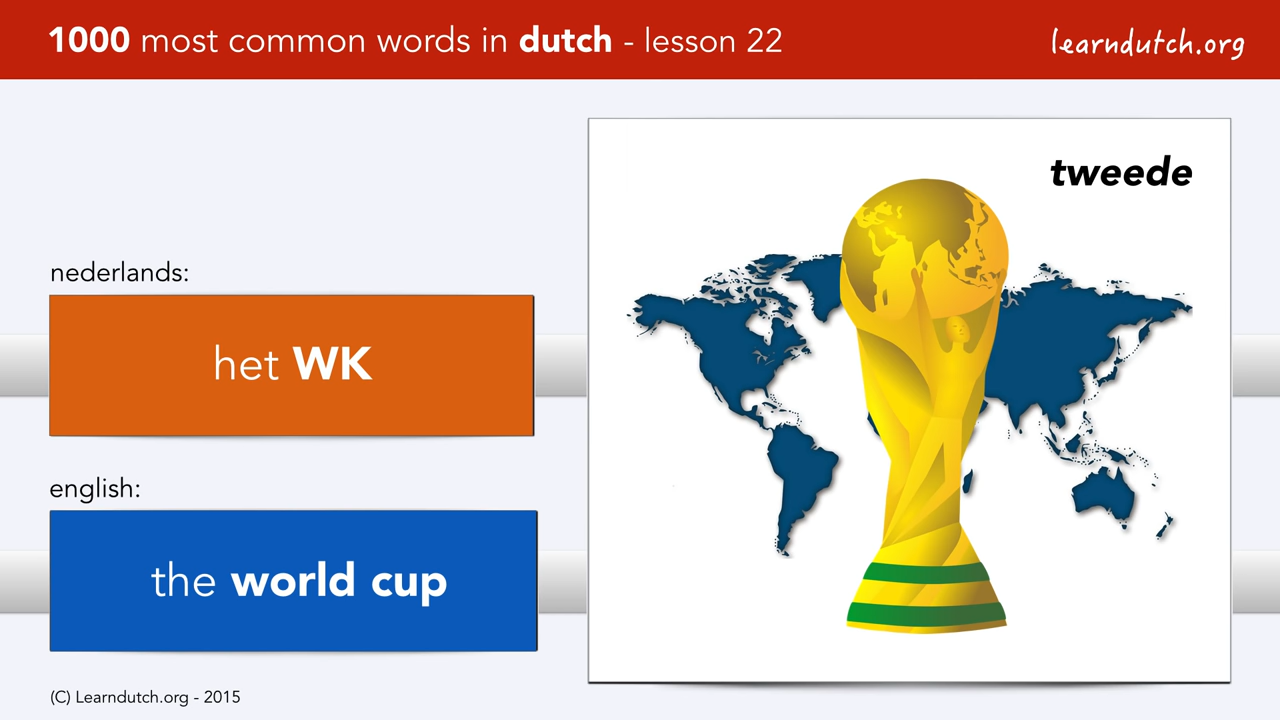 1000 most common words in dutch - lesson 22
learndutch.org
tweede
nederlands:
het WK
english:
the world cup
(C) Learndutch.org - 2015